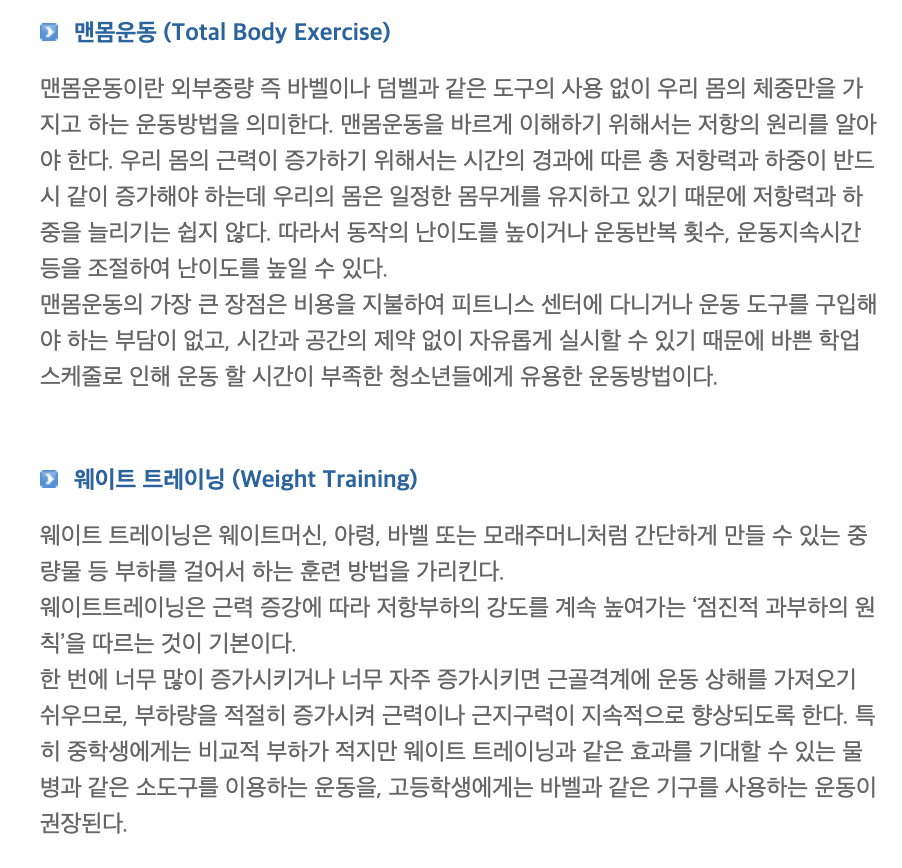 맨몸운동 (Total Body Exercise)
맨몸운동이란 외부중량 즉 바벨이나 덤벨과 같은 도구의 사용 없이 우리 몸의 체중만을 가
지고 하는 운동방법을 의미한다. 맨몸운동을 바르게 이해하기 위해서는 저항의 원리를 알아
야 한다. 우리 몸의 근력이 증가하기 위해서는 시간의 경과에 따른 총 저항력과 하중이 반드
시 같이 증가해야 하는데 우리의 몸은 일정한 몸무게를 유지하고 있기 때문에 저항력과 하
중을 늘리기는 쉽지 않다. 따라서 동작의 난이도를 높이거나 운동반복 횟수, 운동지속시간
등을 조절하여 난이도를 높일 수 있다.
맨몸운동의 가장 큰 장점은 비용을 지불하여 피트니스 센터에 다니거나 운동 도구를 구입해
야 하는 부담이 없고, 시간과 공간의 제약 없이 자유롭게 실시할 수 있기 때문에 바쁜 학업
스케줄로 인해 운동 할 시간이 부족한 청소년들에게 유용한 운동방법이다.
웨이트 트레이닝 (Weight Training)
웨이트 트레이닝은 웨이트머신, 아령, 바벨 또는 모래주머니처럼 간단하게 만들 수 있는 중
량물 등 부하를 걸어서 하는 훈련 방법을 가리킨다.
웨이트트레이닝은 근력 증강에 따라 저항부하의 강도를 계속 높여가는 ‘점진적 과부하의 원
칙’을 따르는 것이 기본이다.
한 번에 너무 많이 증가시키거나 너무 자주 증가시키면 근골격계에 운동 상해를 가져오기
쉬우므로, 부하량을 적절히 증가시켜 근력이나 근지구력이 지속적으로 향상되도록 한다. 특
히 중학생에게는 비교적 부하가 적지만 웨이트 트레이닝과 같은 효과를 기대할 수 있는 물
병과 같은 소도구를 이용하는 운동을, 고등학생에게는 바벨과 같은 기구를 사용하는 운동이
권장된다.